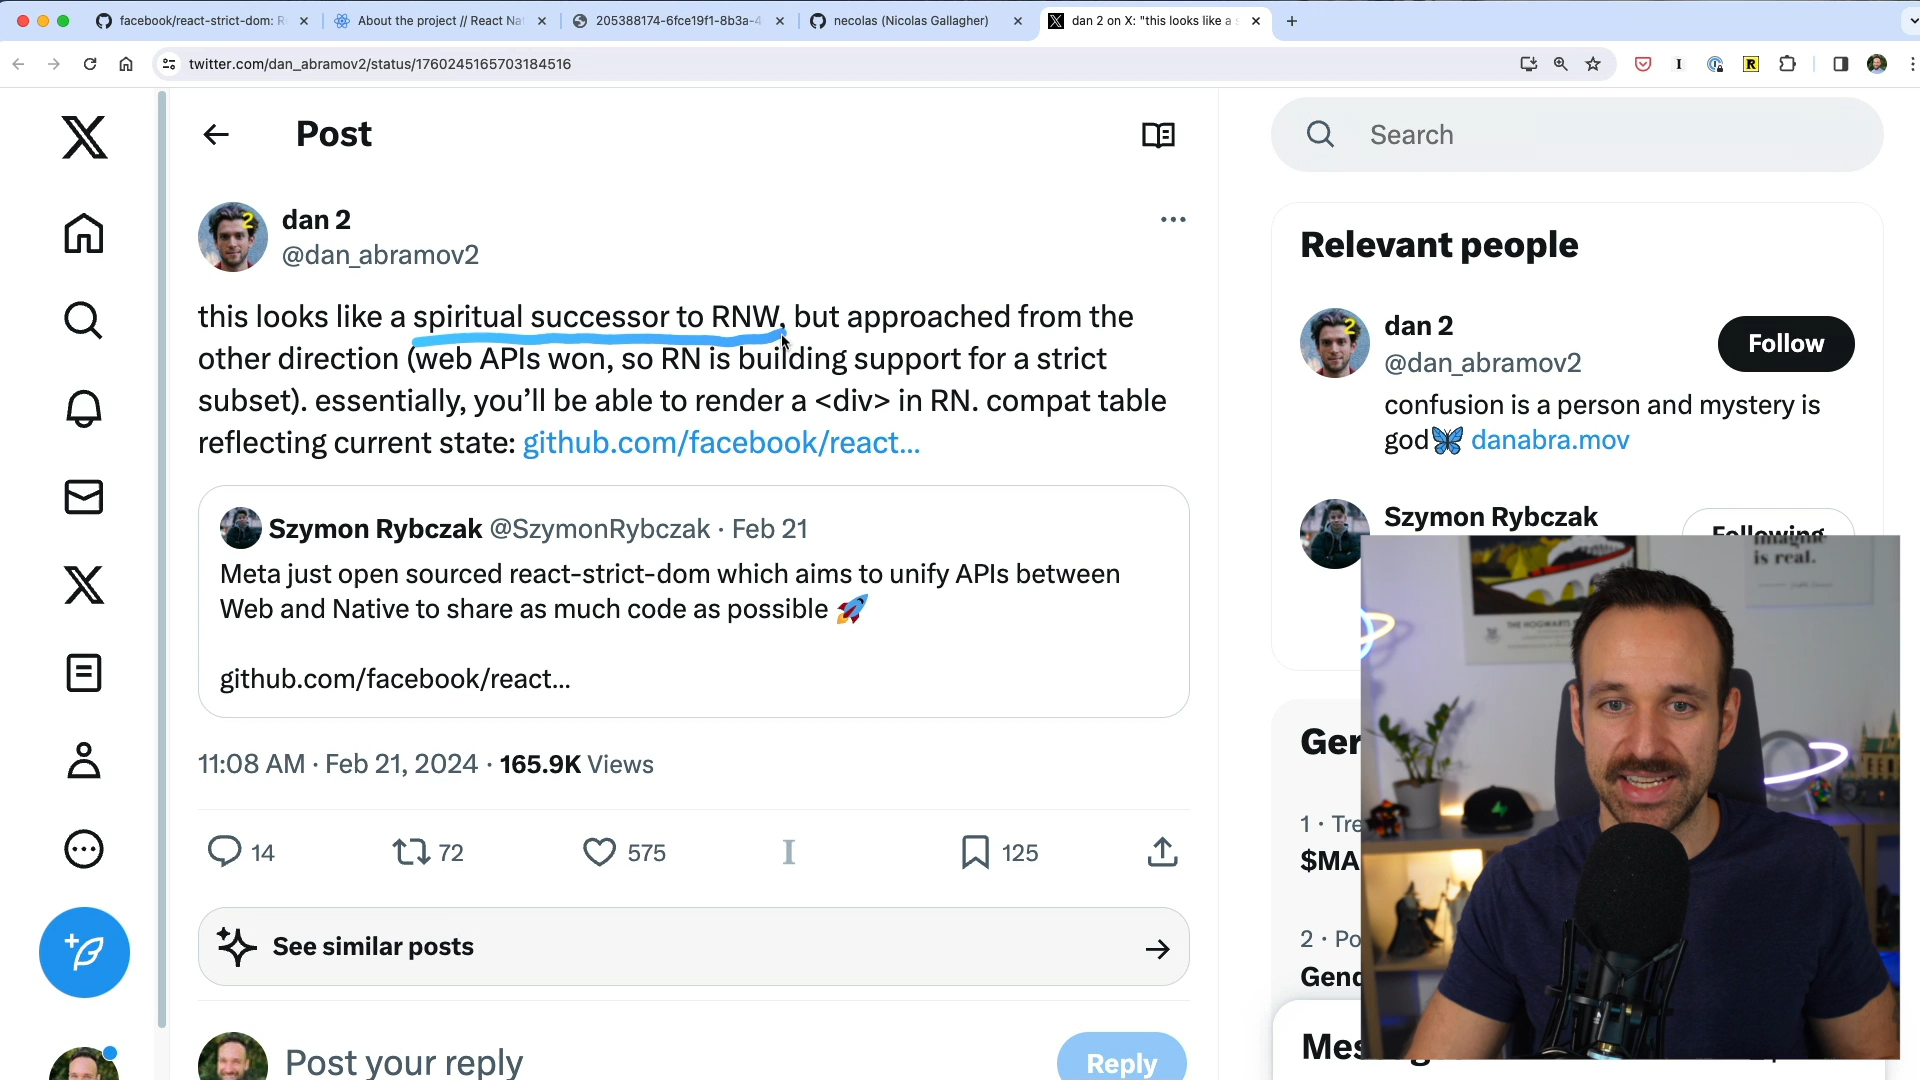 facebook/react-strict-dom: R
About the project // React Na
205388174-6fce19f1-8b3a-4
necolas (Nicolas Gallagher)
dan 2 on X: "this looks like a s
twitter.com/dan_abramov2/status/1760245165703184516
Post
Search
dan 2
@dan_abramov2
this looks like a spiritual successor to RNW, but approached from the
other direction (web APIs won, so RN is building support for a strict
subset). essentially, you’ll be able to render a <div> in RN. compat table
reflecting current state: github.com/facebook/react…
Szymon Rybczak @SzymonRybczak · Feb 21
Meta just open sourced react-strict-dom which aims to unify APIs between
Web and Native to share as much code as possible 🚀
github.com/facebook/react…
11:08 AM · Feb 21, 2024 · 165.9K Views
14
72
575
125
See similar posts
Post your reply
Reply
Relevant people
dan 2
@dan_abramov2
Follow
confusion is a person and mystery is
god🦋 danabra.mov
Szymon Rybczak
Following
imagine
is real.
THE HOGWARTS
Ger
1 · Tre
$MA
2 · Po
Gend